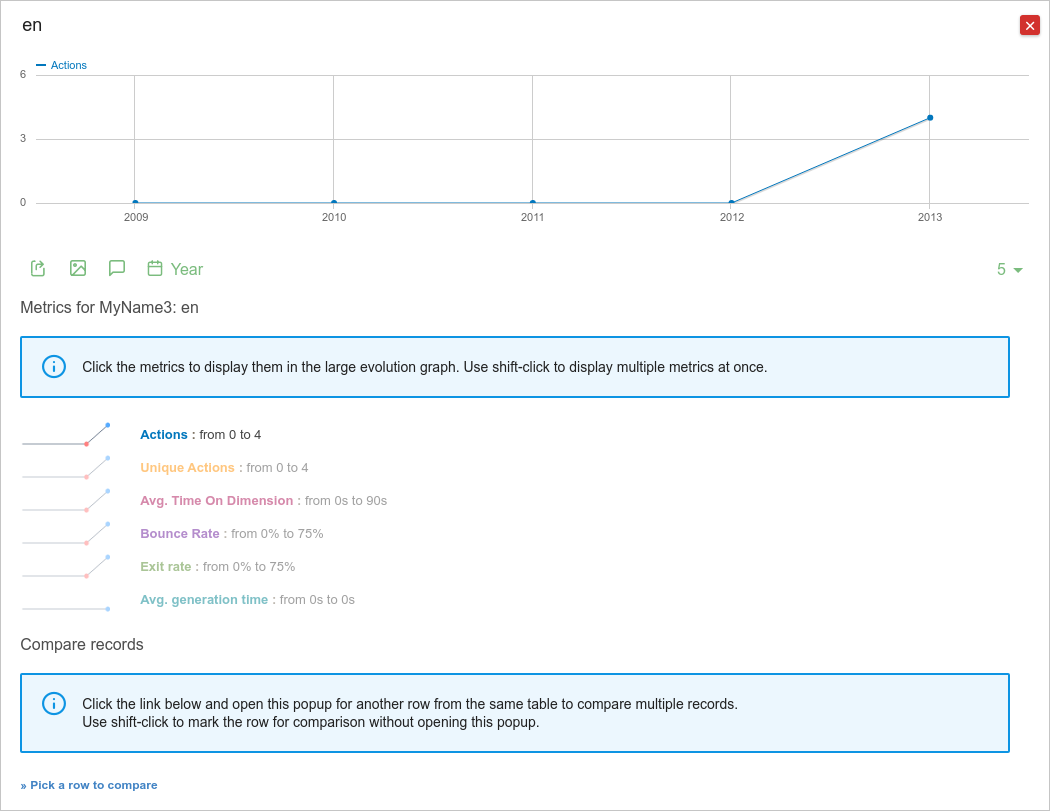 en
Actions
6
3
0
2009 2010 2011 2012 2013
Year
5
Metrics for MyName3: en
Click the metrics to display them in the large evolution graph. Use shift-click to display multiple metrics at once.
Actions : from 0 to 4
Unique Actions : from 0 to 4
Avg. Time On Dimension : from 0s to 90s
Bounce Rate : from 0% to 75%
Exit rate : from 0% to 75%
Avg. generation time : from 0s to 0s
Compare records
Click the link below and open this popup for another row from the same table to compare multiple records.
Use shift-click to mark the row for comparison without opening this popup.
» Pick a row to compare